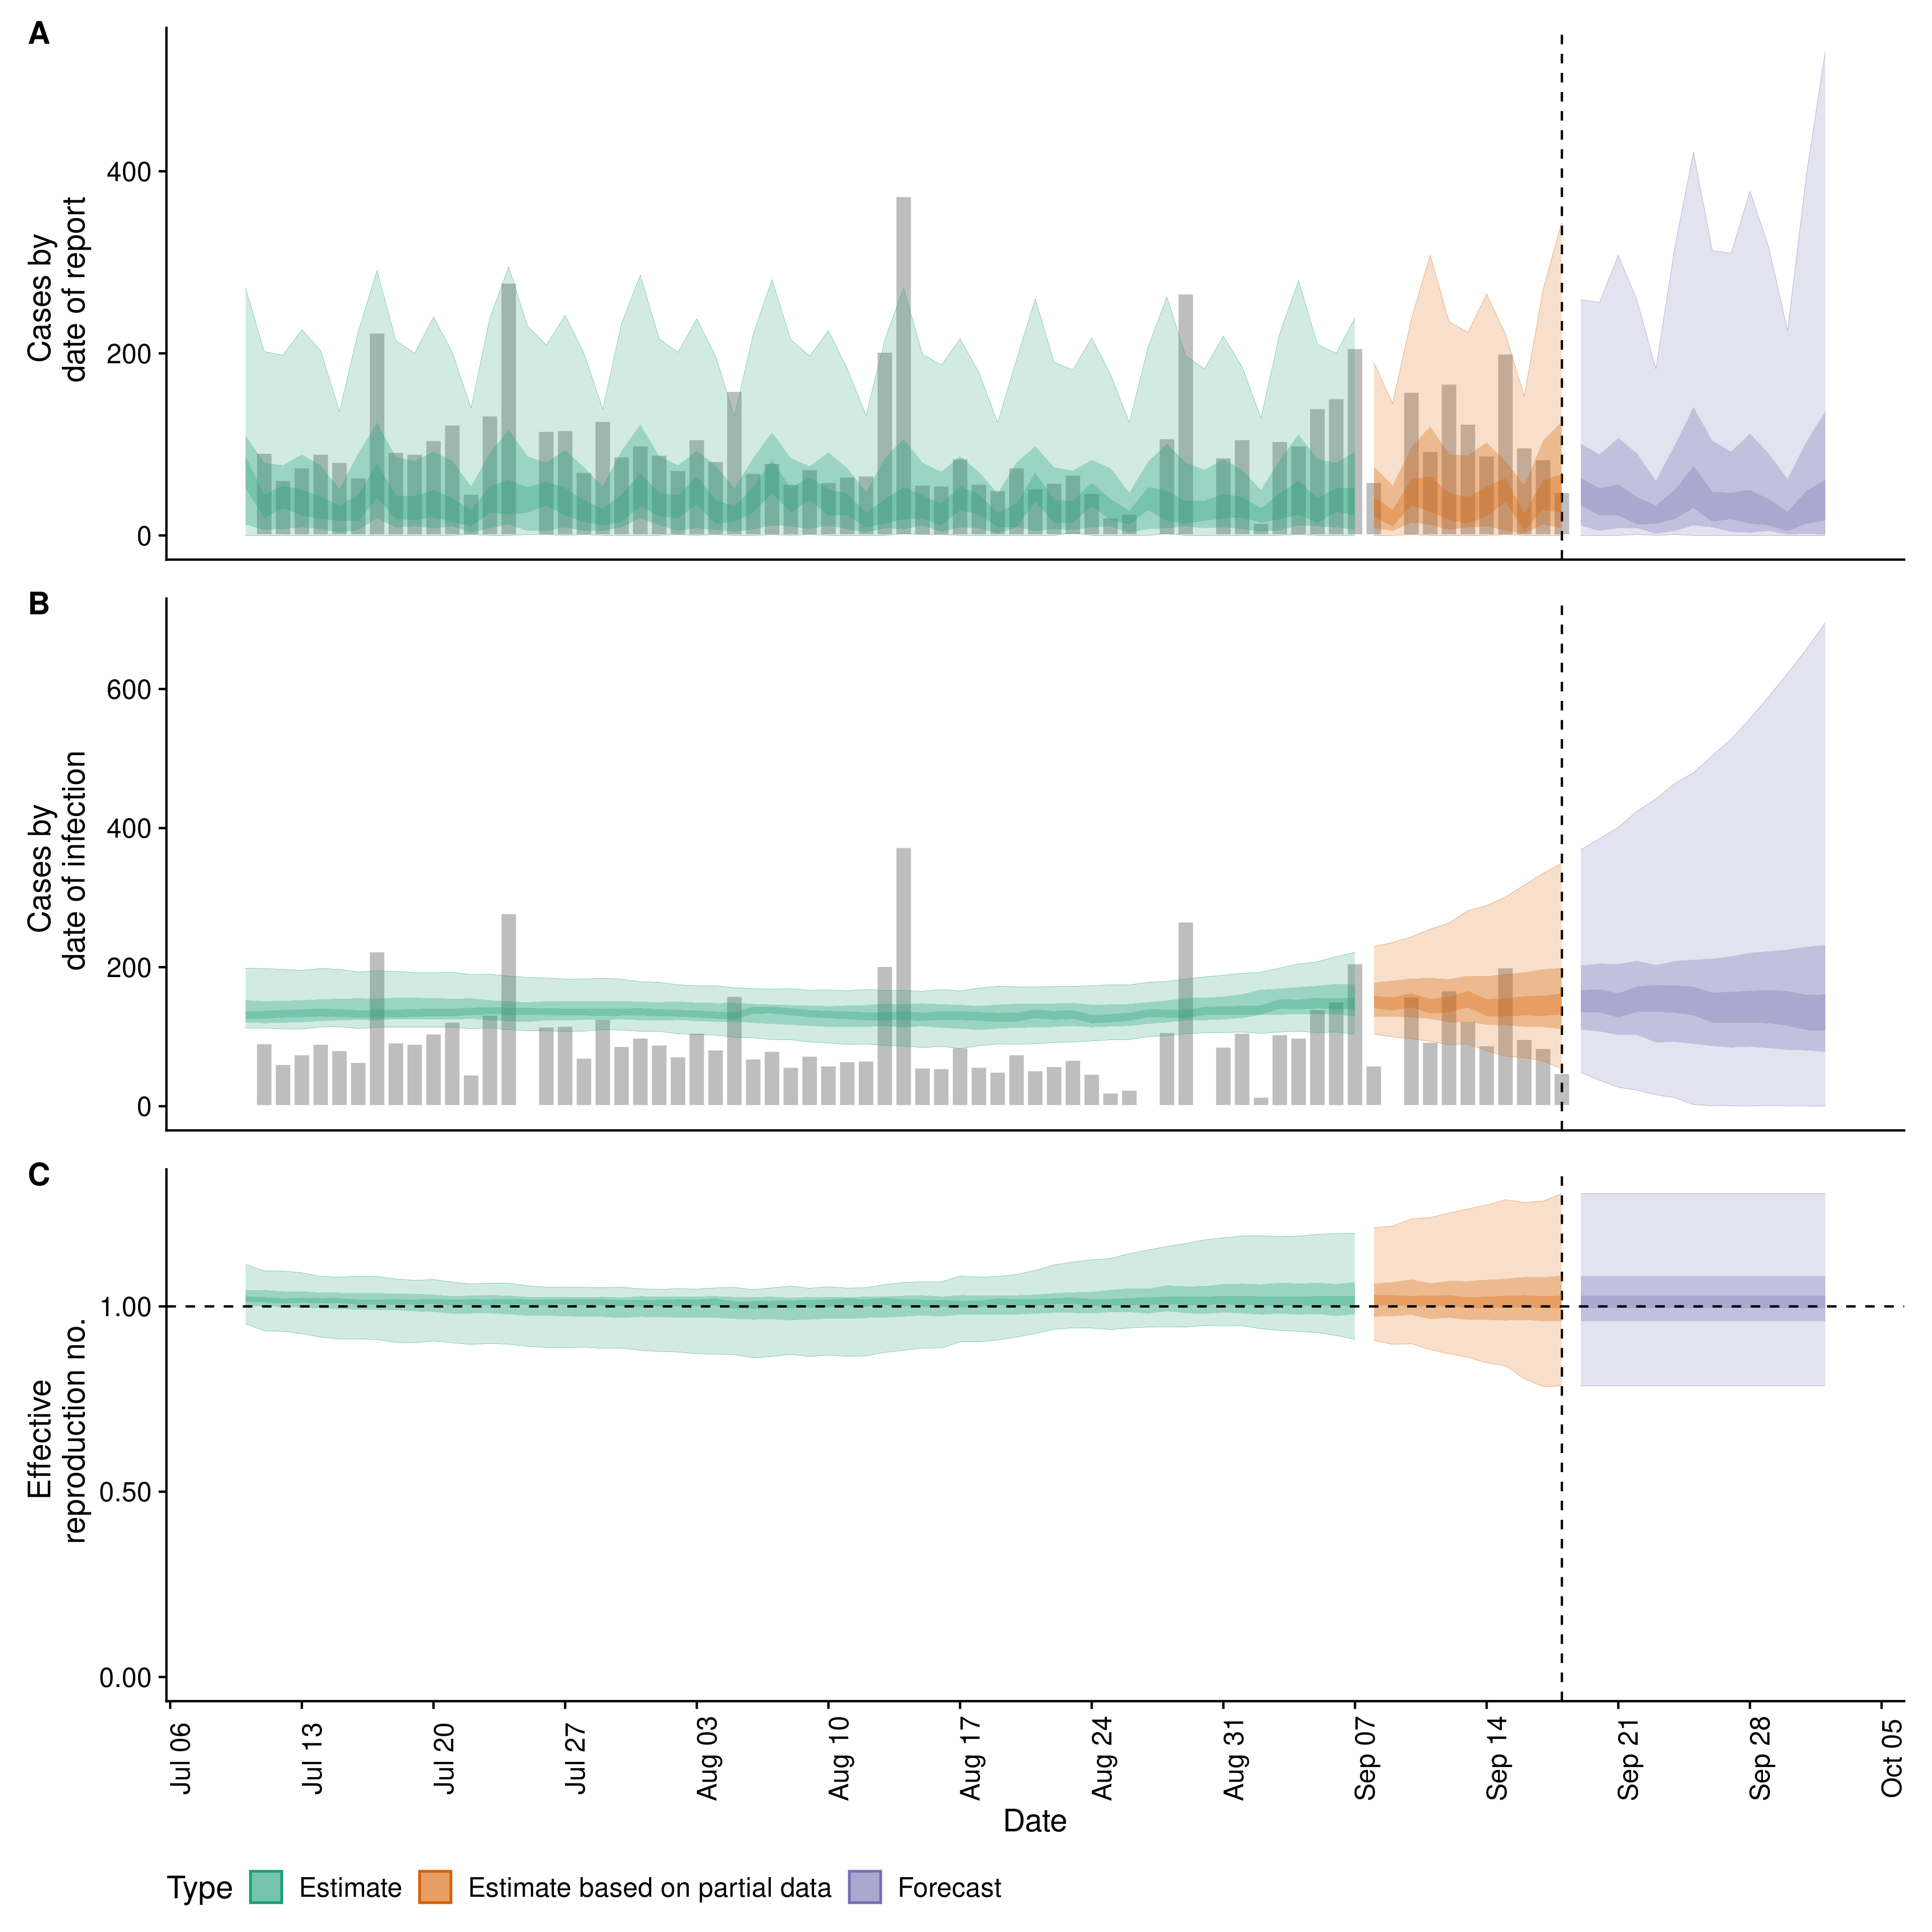 A
Cases by
date of report
400
200
0
B
Cases by
date of infection
600
400
200
0
C
Effective
reproduction no.
1.00
0.50
0.00
Jul 06
Jul 13
Jul 20
Jul 27
Aug 03
Aug 10
Aug 17
Aug 24
Aug 31
Sep 07
Sep 14
Sep 21
Sep 28
Oct 05
Date
Type Estimate Estimate based on partial data Forecast